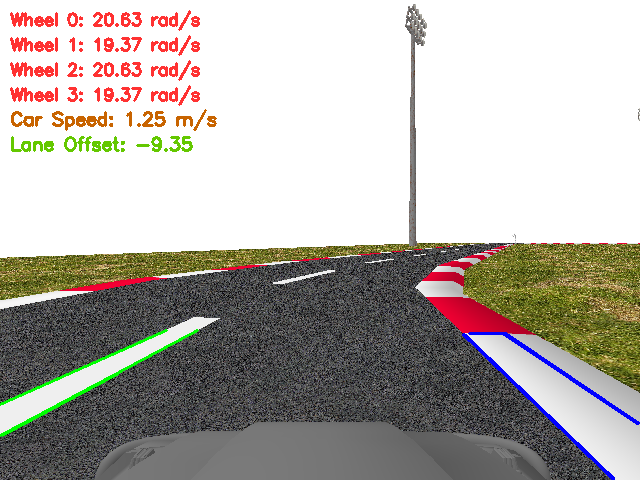 Wheel 0: 20.63 rad/s
Wheel 1: 19.37 rad/s
Wheel 2: 20.63 rad/s
Wheel 3: 19.37 rad/s
Car Speed: 1.25 m/s
Lane Offset: -9.35